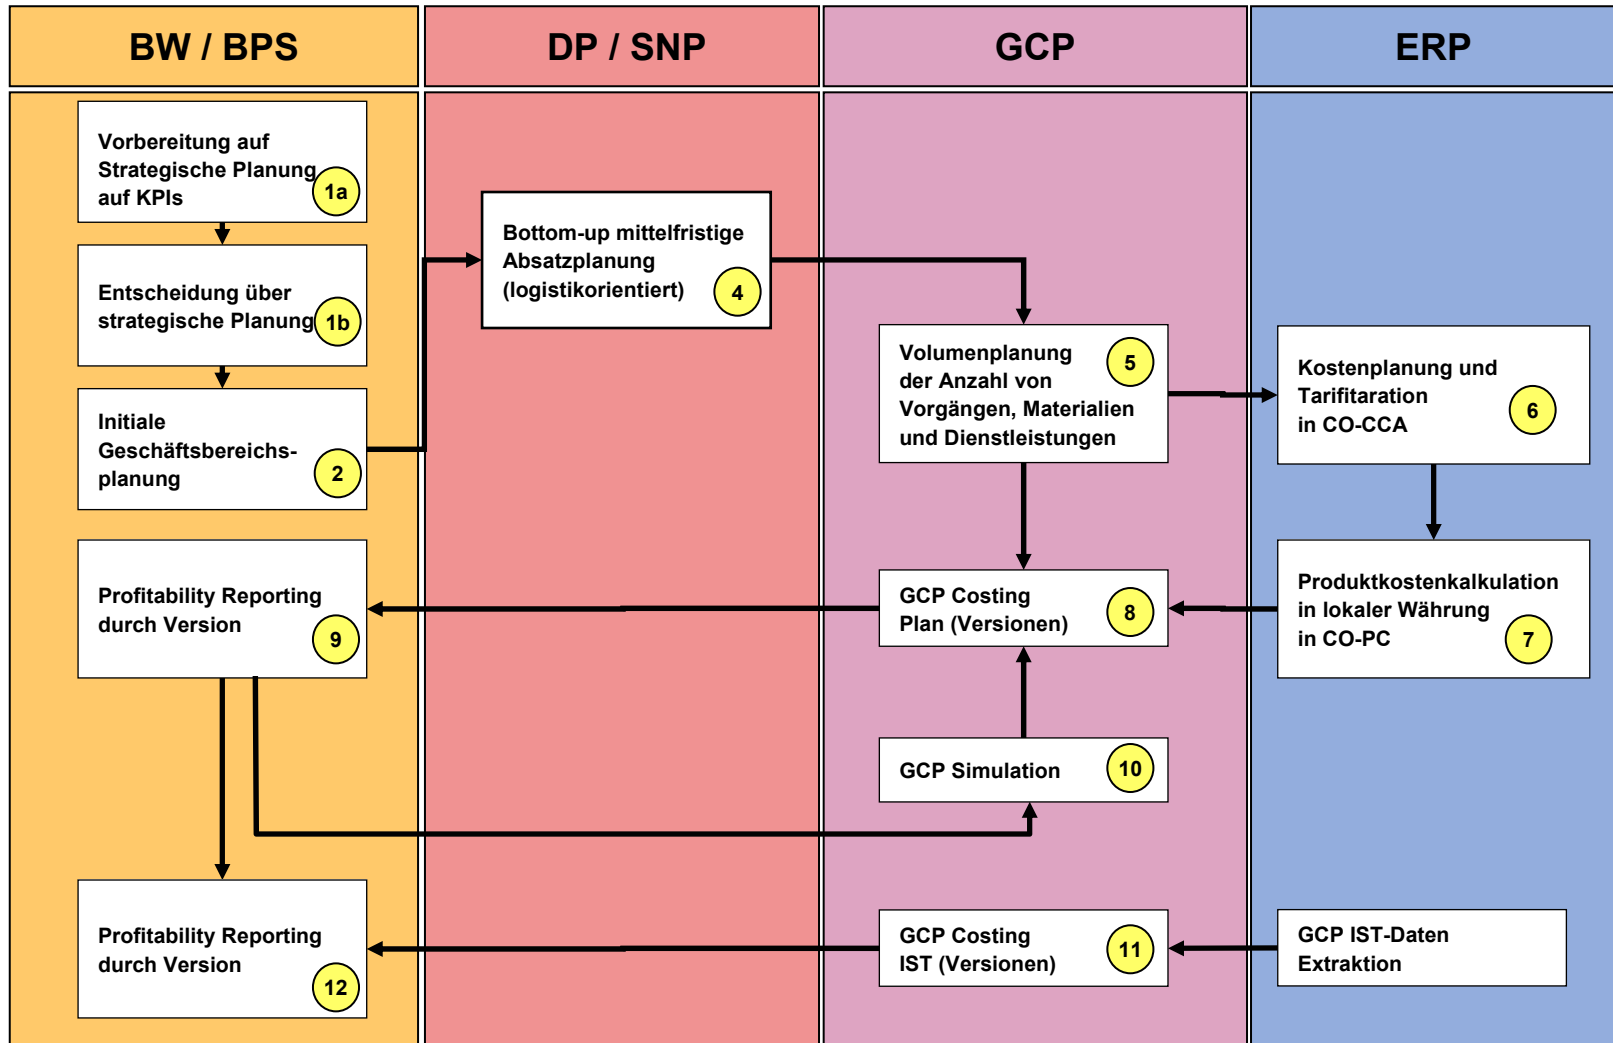 BW / BPS
DP / SNP
GCP
ERP
Vorbereitung auf
Strategische Planung
auf KPIs
1a
Entscheidung über
strategische Planung
1b
Initiale
Geschäftsbereichs-
planung
2
Bottom-up mittelfristige
Absatzplanung
(logistikorientiert)
4
Volumenplanung
der Anzahl von
Vorgängen, Materialien
und Dienstleistungen
5
Kostenplanung und
Tarifitaration
in CO-CCA
6
Produktkostenkalkulation
in lokaler Währung
in CO-PC
7
GCP Costing
Plan (Versionen)
8
Profitability Reporting
durch Version
9
GCP Simulation
10
GCP IST-Daten
Extraktion
GCP Costing
IST (Versionen)
11
Profitability Reporting
durch Version
12